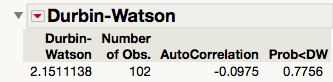 Durbin-Watson
Durbin- Number
Watson of Obs. AutoCorrelation Prob<DW
2.1511138 102 -0.0975 0.7756